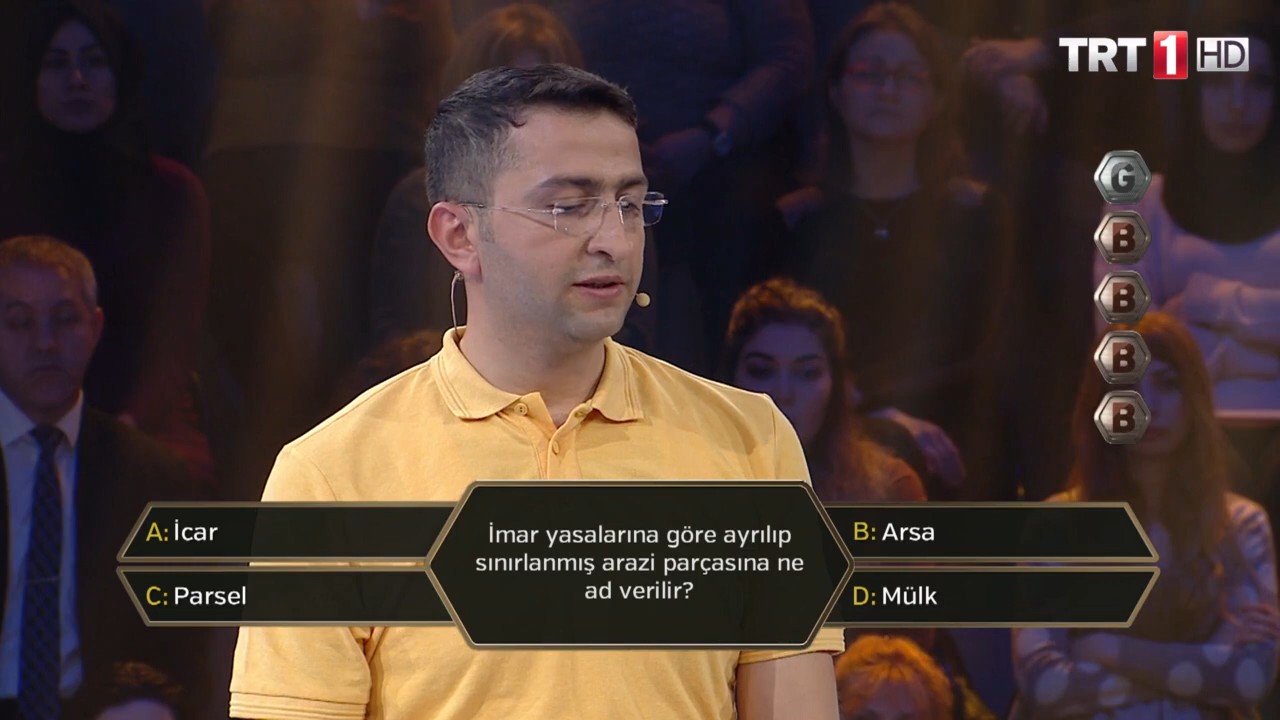 TRT 1 HD
G
B
B
B
B
A: İcar
B: Arsa
İmar yasalarına göre ayrılıp
sınırlanmış arazi parçasına ne
ad verilir?
C: Parsel
D: Mülk